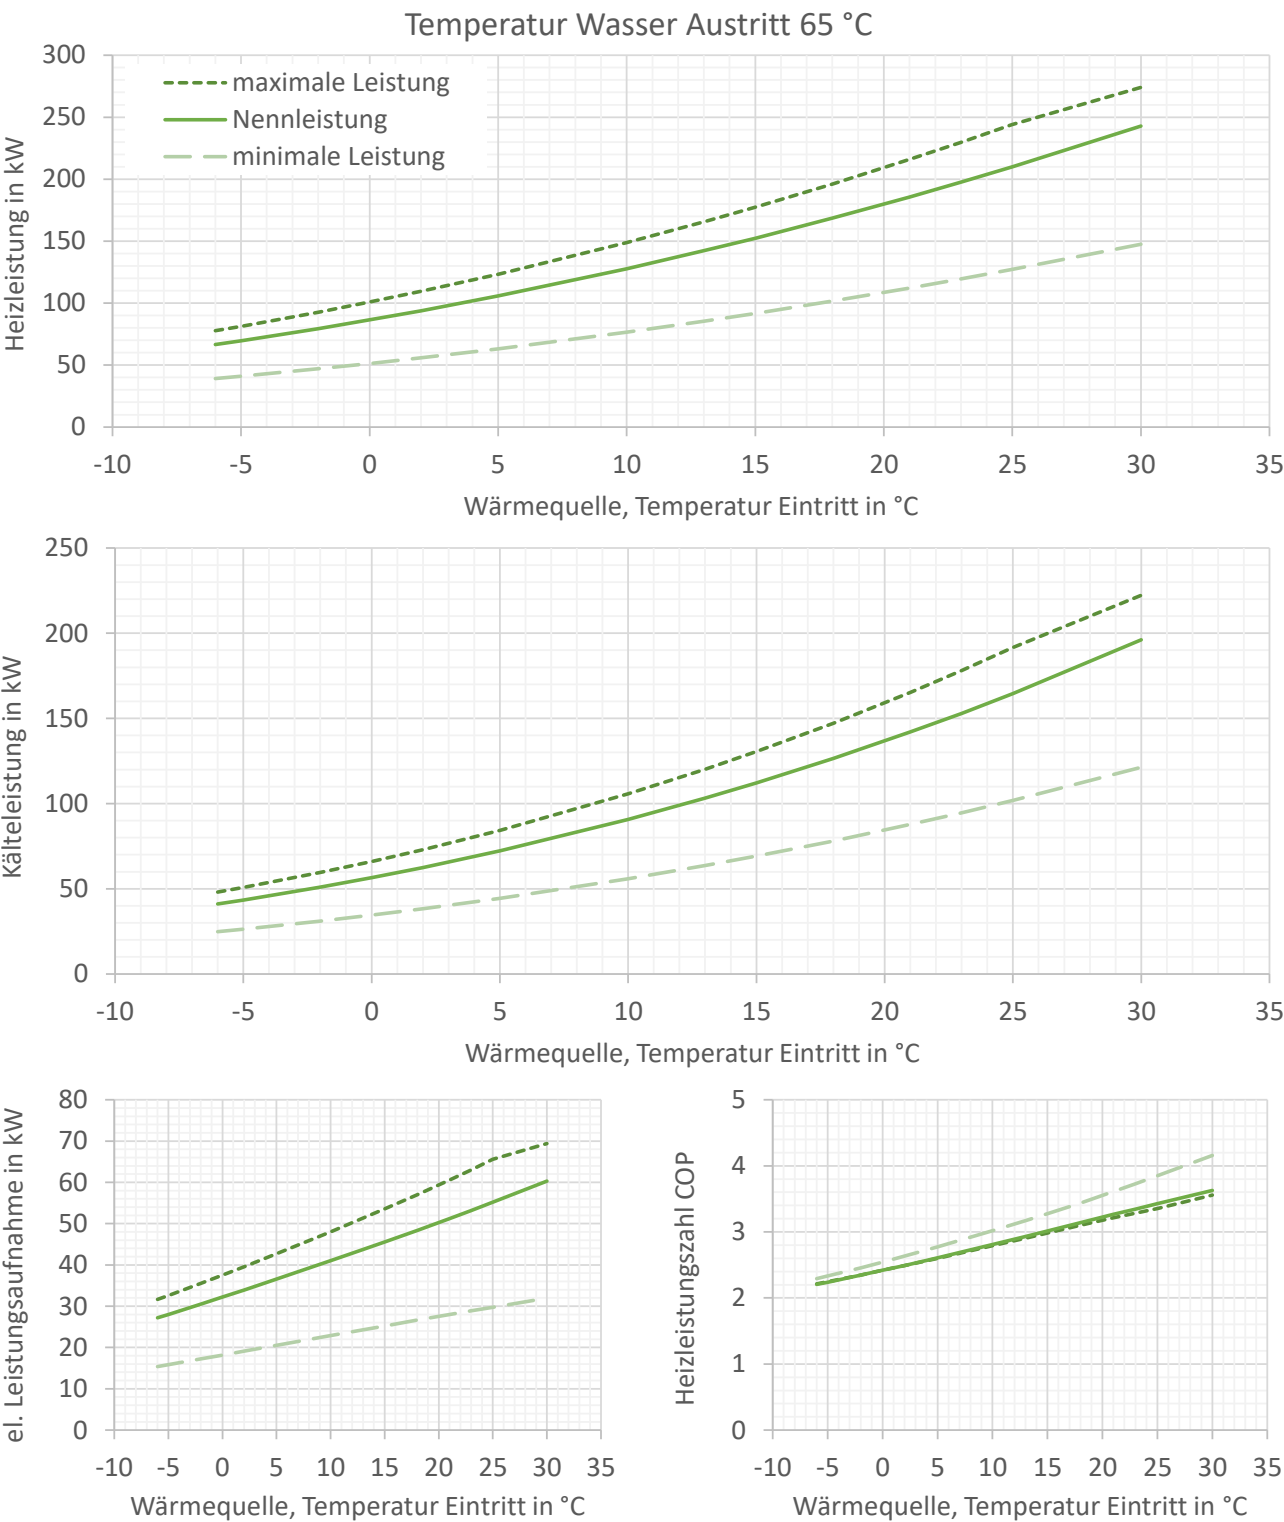 Temperatur Wasser Austritt 65 °C
Heizleistung in kW
300
250
200
150
100
50
0
maximale Leistung
Nennleistung
minimale Leistung
-10 -5 0 5 10 15 20 25 30 35
Wärmequelle, Temperatur Eintritt in °C
Kälteleistung in kW
250
200
150
100
50
0
-10 -5 0 5 10 15 20 25 30 35
Wärmequelle, Temperatur Eintritt in °C
el. Leistungsaufnahme in kW
80
70
60
50
40
30
20
10
0
-10 -5 0 5 10 15 20 25 30 35
Wärmequelle, Temperatur Eintritt in °C
Heizleistungszahl COP
5
4
3
2
1
0
-10 -5 0 5 10 15 20 25 30 35
Wärmequelle, Temperatur Eintritt in °C